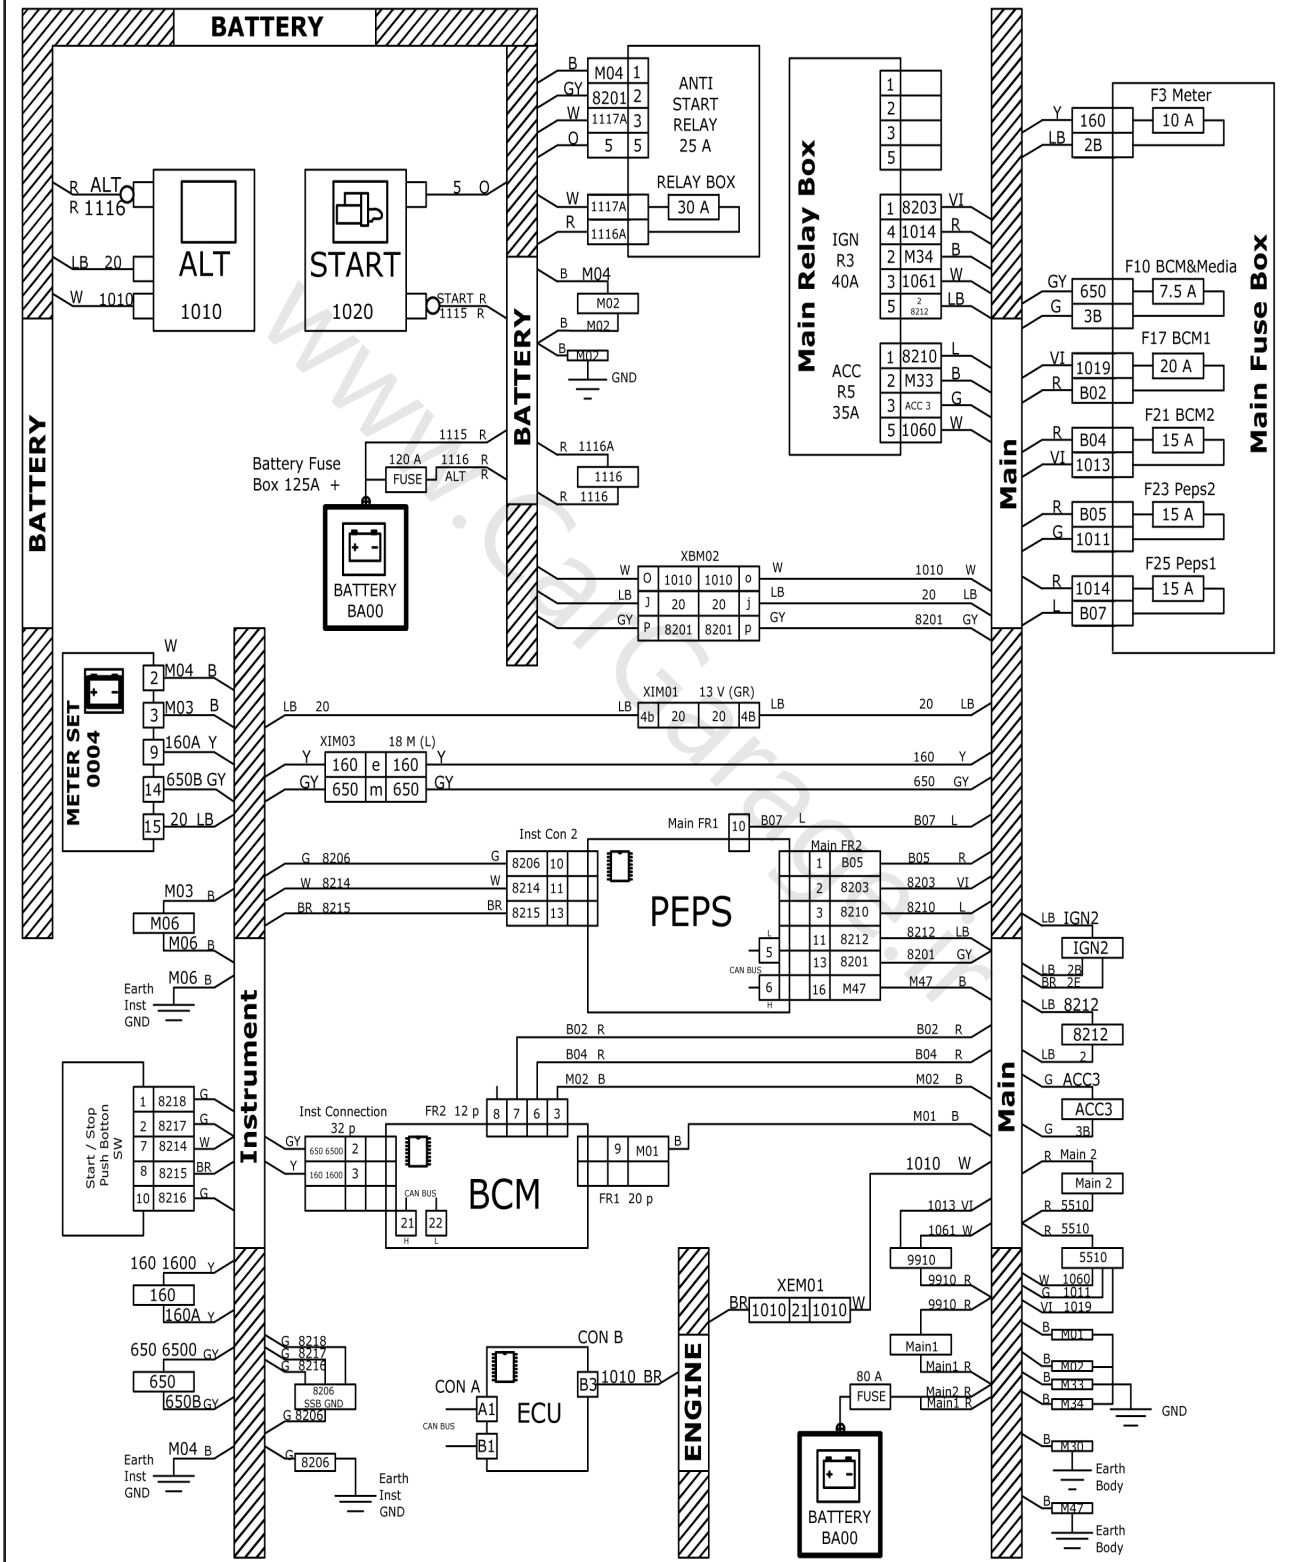 BATTERY
B
M04 1
GY
8201 2
W
1117A 3
O
5 5
ANTI
START
RELAY
25 A
RELAY BOX
W
1117A
30 A
R
1116A
R ALT
R 1116
LB 20
W 1010
ALT
1010
START
1020
5 O
START R
1115 R
BATTERY
BATTERY
B M04
M02
B M02
B M02
GND
1115 R
Battery Fuse
Box 125A +
120 A
FUSE
1116 R
ALT R
BATTERY
BA00
R 1116A
1116
R 1116
Main Relay Box
1
2
3
5
IGN
R3
40A
1 8203 VI
4 1014 R
2 M34 B
3 1061 W
5 2 8212 LB
ACC
R5
35A
1 8210 L
2 M33 B
3 ACC 3 G
5 1060 W
Main
Main Fuse Box
F3 Meter
Y 160 10 A
LB 2B
F10 BCM&Media
GY 650 7.5 A
G 3B
F17 BCM1
VI 1019 20 A
R B02
F21 BCM2
R B04 15 A
VI 1013
F23 Peps2
R B05 15 A
G 1011
F25 Peps1
R 1014 15 A
L B07
XBM02
W O 1010 1010 o W 1010 W
LB J 20 20 j LB 20 LB
GY P 8201 8201 p GY 8201 GY
METER SET
0004
W
2 M04 B
3 M03 B
9 160A Y
14 650B GY
15 20 LB
XIM01 13 V (GR)
LB 20 LB 4b 20 20 4B LB 20 LB
XIM03 18 M (L)
Y 160 e 160 Y 160 Y
GY 650 m 650 GY 650 GY
Main FR1 10 B07 L B07 L
Inst Con 2
G 8206 G 8206 10
W 8214 W 8214 11
BR 8215 BR 8215 13
PEPS
Main FR2
1 B05 B05 R
2 8203 8203 VI
3 8210 8210 L
11 8212 8212 LB
13 8201 8201 GY
16 M47 M47 B
L
5
CAN BUS
6
H
M03 B
M06
M06 B
M06 B
Earth
Inst
GND
Instrument
LB IGN2
IGN2
LB 2B
BR 2E
LB 8212
8212
LB 2
G ACC3
ACC3
G 3B
R Main 2
Main 2
R 5510
R 5510
5510
W 1060
G 1011
VI 1019
Main
B02 R B02 R
B04 R B04 R
M02 B M02 B
M01 B
Start / Stop
Push Botton
SW
1 8218 G
2 8217 G
7 8214 W
8 8215 BR
10 8216 G
Inst Connection
32 p
FR2 12 p 8 7 6 3
GY 650 6500 2
Y 160 1600 3
9 M01 B
FR1 20 p
BCM
CAN BUS
21 22
H L
1010 W
1013 VI
1061 W
9910
9910 R
9910 R
Main1
Main1 R
Main2 R
Main1 R
80 A
FUSE
BATTERY
BA00
160 1600 Y
160
160A Y
650 6500 GY
650
650B GY
M04 B
Earth
Inst
GND
G 8218
G 8217
G 8216
8206
SSB GND
G 8206
G 8206
Earth
Inst
GND
XEM01
BR 1010 21 1010 W
ENGINE
CON B
B3 1010 BR
CON A
A1
CAN BUS
B1
ECU
B M01
B M02
B M33
B M34
GND
B M30
Earth
Body
B M47
Earth
Body
www.CarGarage.ir